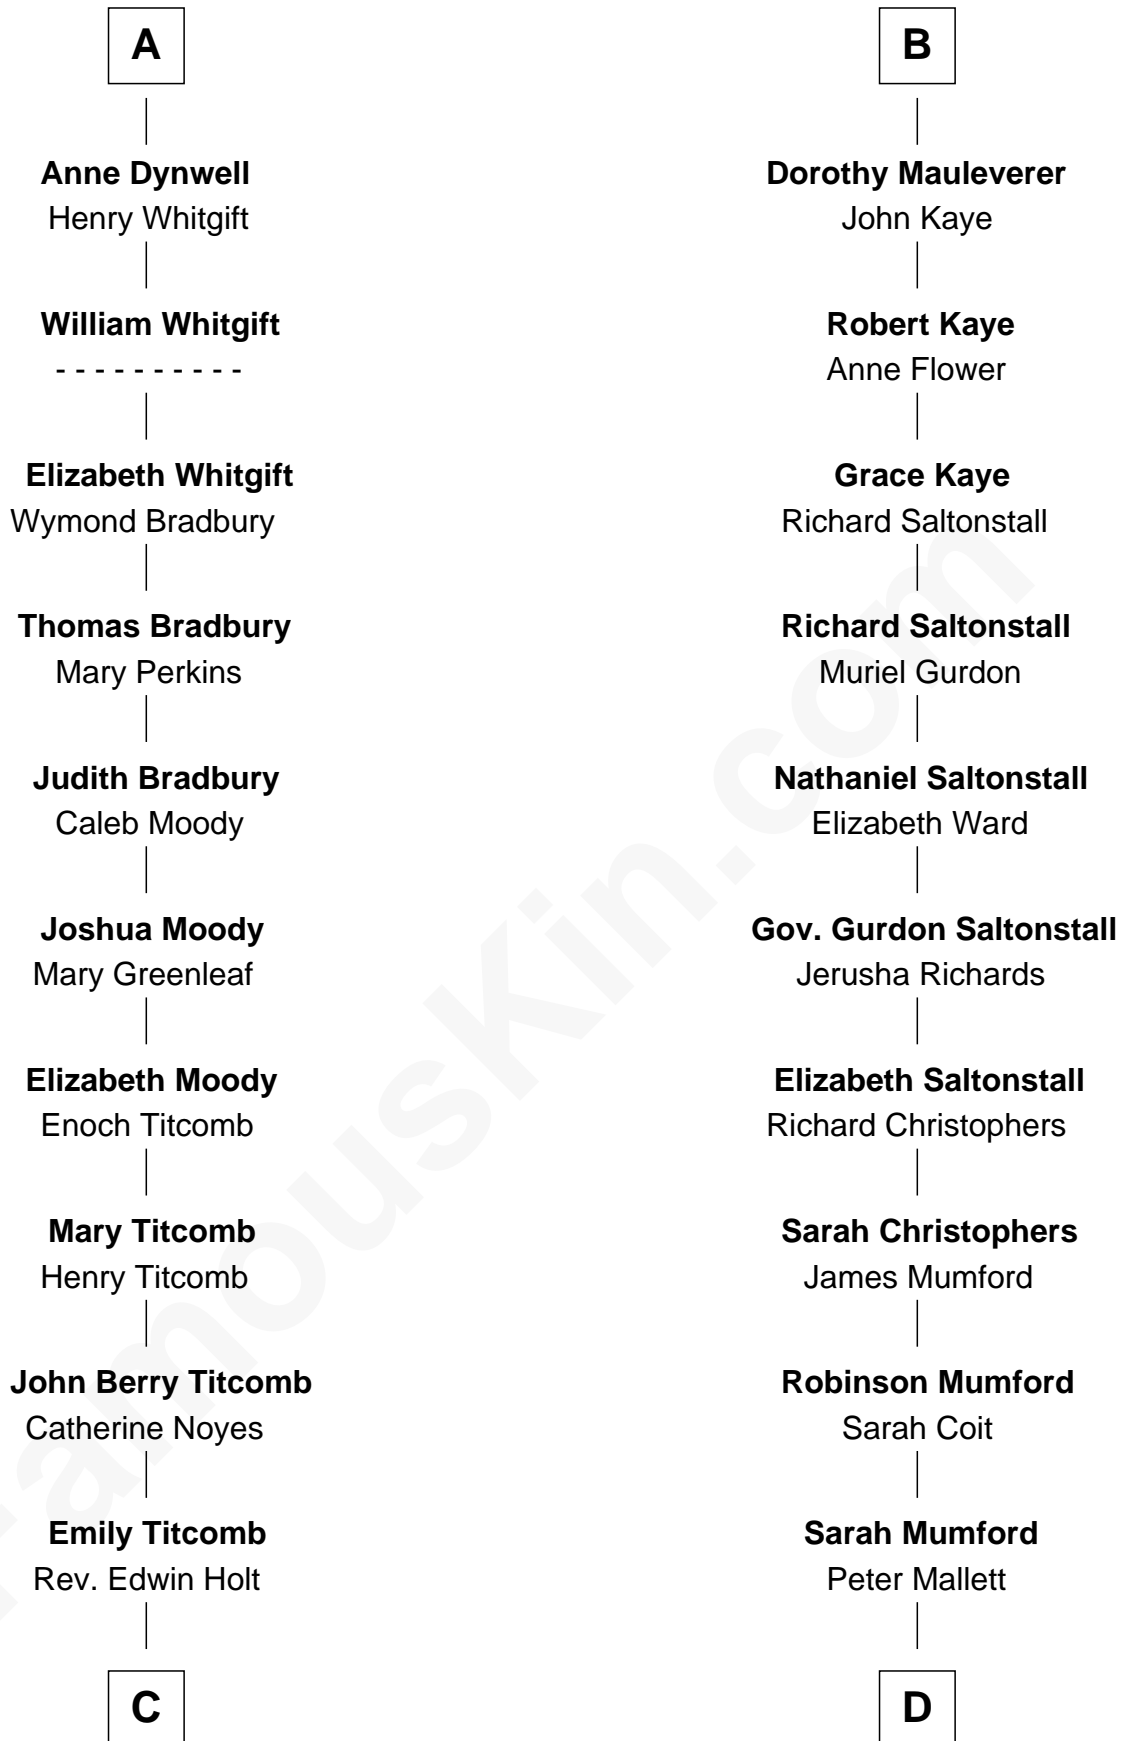 A
Anne Dynwell
Henry Whitgift
William Whitgift
- - - - - - - - - -
Elizabeth Whitgift
Wymond Bradbury
Thomas Bradbury
Mary Perkins
Judith Bradbury
Caleb Moody
Joshua Moody
Mary Greenleaf
Elizabeth Moody
Enoch Titcomb
Mary Titcomb
Henry Titcomb
John Berry Titcomb
Catherine Noyes
Emily Titcomb
Rev. Edwin Holt
C
B
Dorothy Mauleverer
John Kaye
Robert Kaye
Anne Flower
Grace Kaye
Richard Saltonstall
Richard Saltonstall
Muriel Gurdon
Nathaniel Saltonstall
Elizabeth Ward
Gov. Gurdon Saltonstall
Jerusha Richards
Elizabeth Saltonstall
Richard Christophers
Sarah Christophers
James Mumford
Robinson Mumford
Sarah Coit
Sarah Mumford
Peter Mallett
D
FamousKin.com